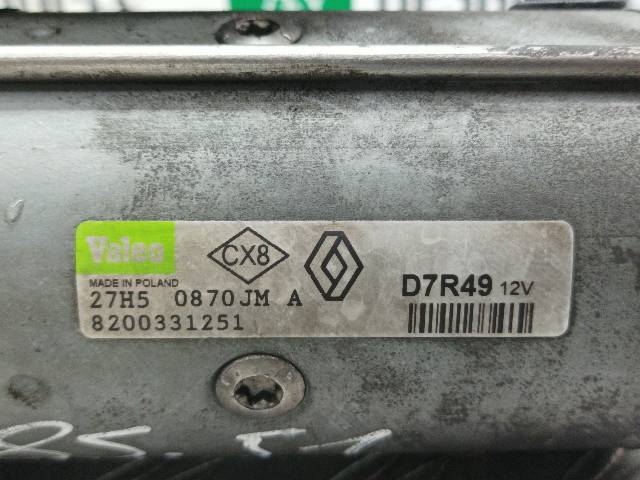 Valeo
CX8
MADE IN POLAND
D7R49 12V
27H5 0870JM A
8200331251